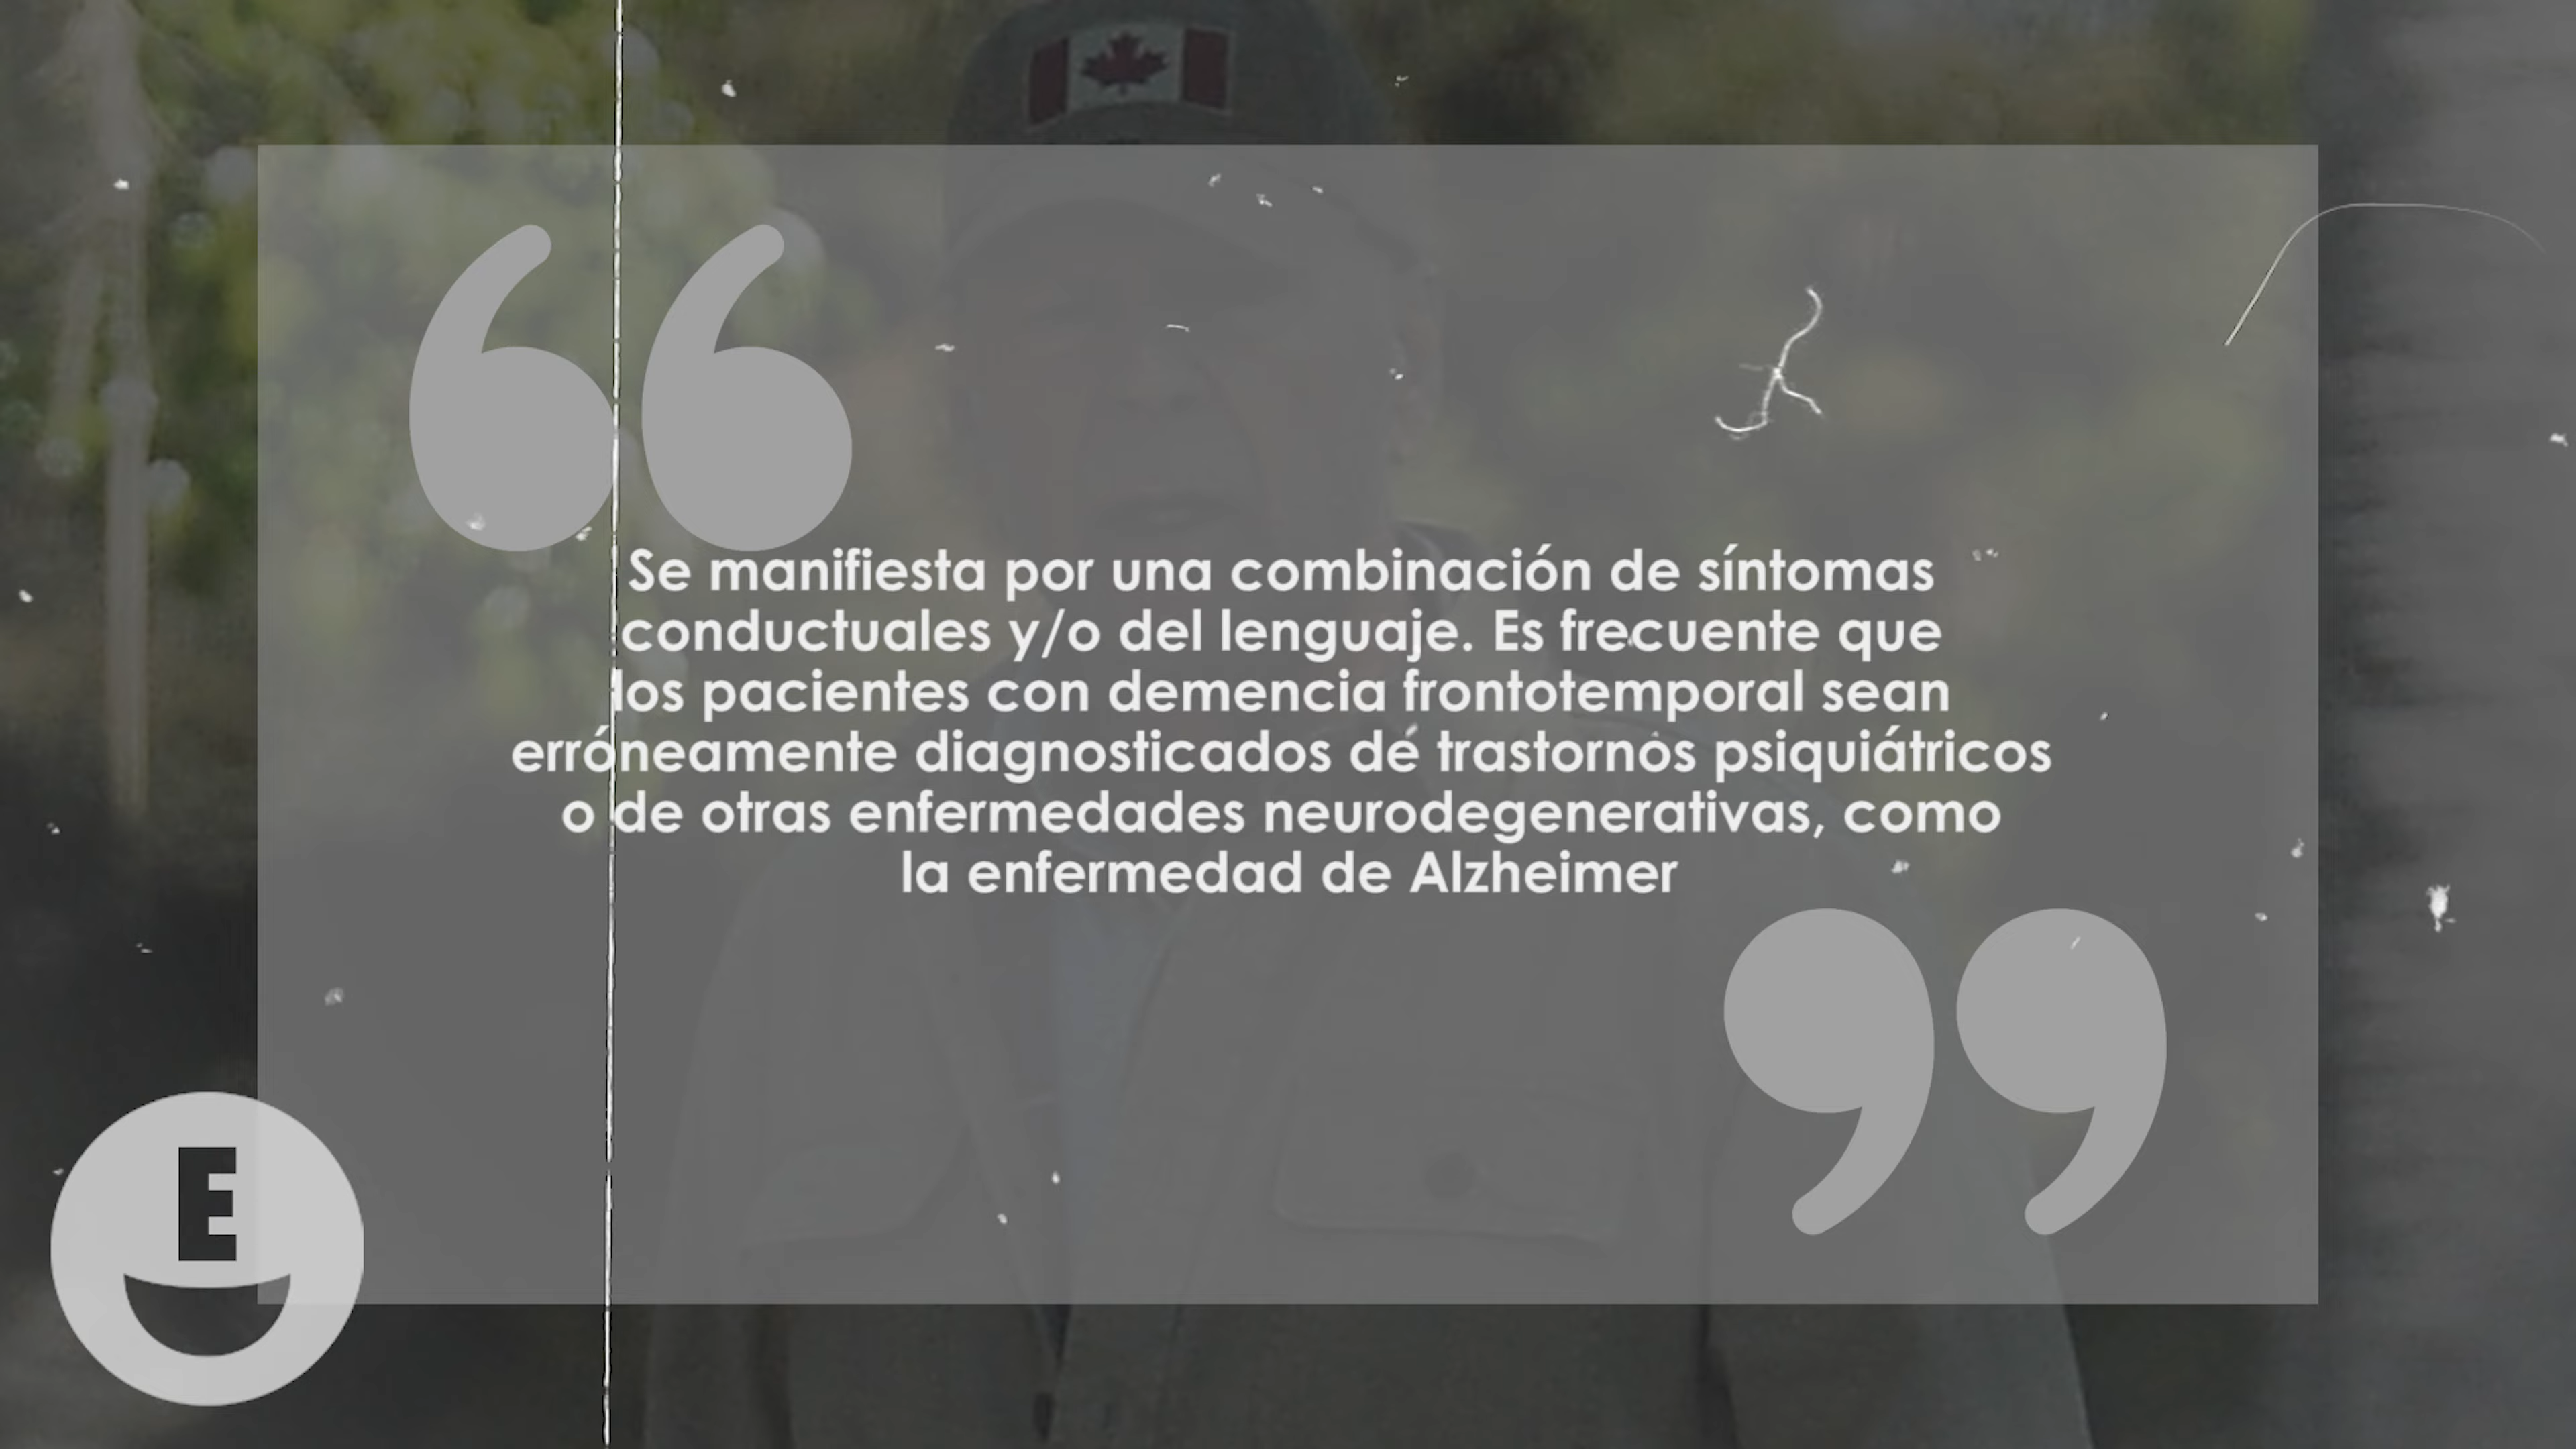 Se manifiesta por una combinación de síntomas
conductuales y/o del lenguaje. Es frecuente que
los pacientes con demencia frontotemporal sean
erróneamente diagnosticados de trastornos psiquiátricos
o de otras enfermedades neurodegenerativas, como
la enfermedad de Alzheimer
E